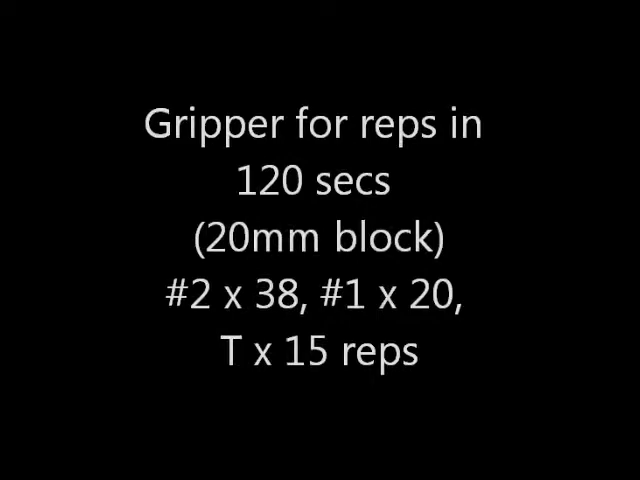 Gripper for reps in
120 secs
(20mm block)
#2 x 38, #1 x 20,
T x 15 reps